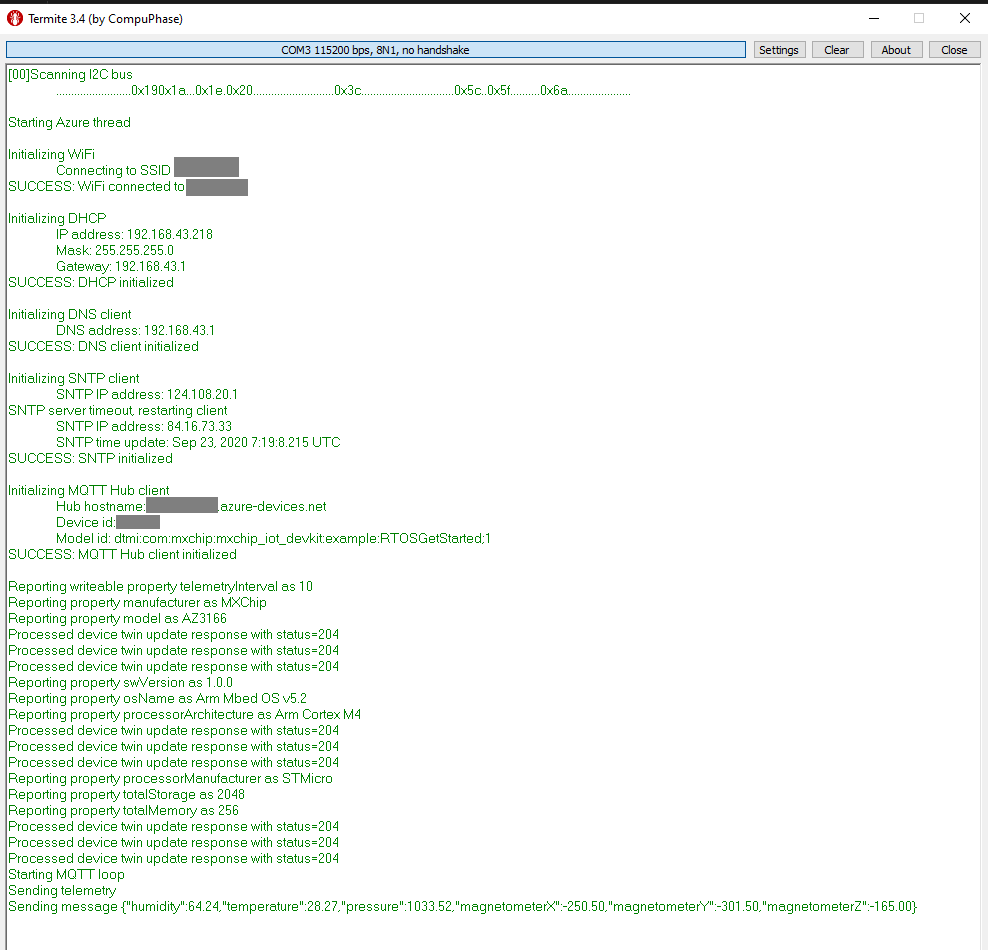 Termite 3.4 (by CompuPhase)
COM3 115200 bps, 8N1, no handshake
Settings
Clear
About
Close
[00]Scanning I2C bus
.........................0x190x1a...0x1e.0x20...........................0x3c...............................0x5c..0x5f..........0x6a.....................
Starting Azure thread
Initializing WiFi
Connecting to SSID
SUCCESS: WiFi connected to
Initializing DHCP
IP address: 192.168.43.218
Mask: 255.255.255.0
Gateway: 192.168.43.1
SUCCESS: DHCP initialized
Initializing DNS client
DNS address: 192.168.43.1
SUCCESS: DNS client initialized
Initializing SNTP client
SNTP IP address: 124.108.20.1
SNTP server timeout, restarting client
SNTP IP address: 84.16.73.33
SNTP time update: Sep 23, 2020 7:19:8.215 UTC
SUCCESS: SNTP initialized
Initializing MQTT Hub client
Hub hostname: .azure-devices.net
Device id:
Model id: dtmi:com:mxchip:mxchip_iot_devkit:example:RTOSGetStarted;1
SUCCESS: MQTT Hub client initialized
Reporting writeable property telemetryInterval as 10
Reporting property manufacturer as MXChip
Reporting property model as AZ3166
Processed device twin update response with status=204
Processed device twin update response with status=204
Processed device twin update response with status=204
Reporting property swVersion as 1.0.0
Reporting property osName as Arm Mbed OS v5.2
Reporting property processorArchitecture as Arm Cortex M4
Processed device twin update response with status=204
Processed device twin update response with status=204
Processed device twin update response with status=204
Reporting property processorManufacturer as STMicro
Reporting property totalStorage as 2048
Reporting property totalMemory as 256
Processed device twin update response with status=204
Processed device twin update response with status=204
Processed device twin update response with status=204
Starting MQTT loop
Sending telemetry
Sending message {"humidity":64.24,"temperature":28.27,"pressure":1033.52,"magnetometerX":-250.50,"magnetometerY":-301.50,"magnetometerZ":-165.00}